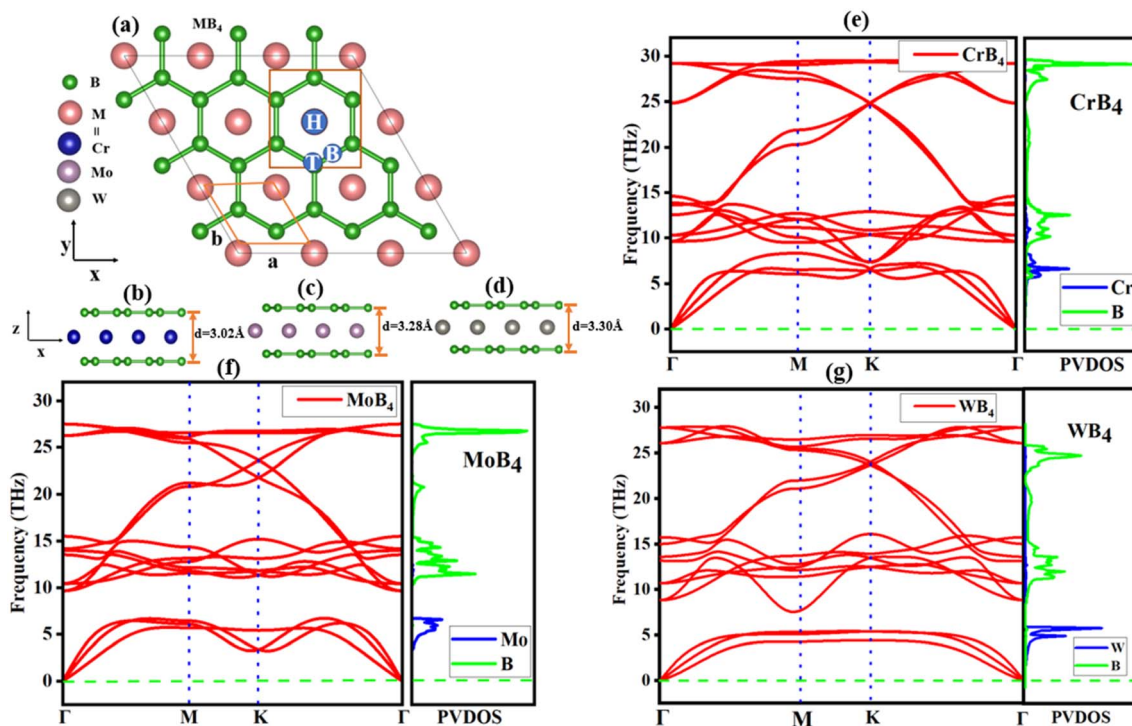 (a)
MB4
B
M
=
Cr
Mo
W
H
T
B
b
a
y
x
(b)
(c)
(d)
z
x
d=3.02Å
d=3.28Å
d=3.30Å
(e)
Frequency (THz)
30
25
20
15
10
5
0
CrB4
CrB4
Cr
B
Γ
M
K
Γ
PVDOS
(f)
Frequency (THz)
30
25
20
15
10
5
0
MoB4
MoB4
Mo
B
Γ
M
K
Γ
PVDOS
(g)
Frequency (THz)
30
25
20
15
10
5
0
WB4
WB4
W
B
Γ
M
K
Γ
PVDOS